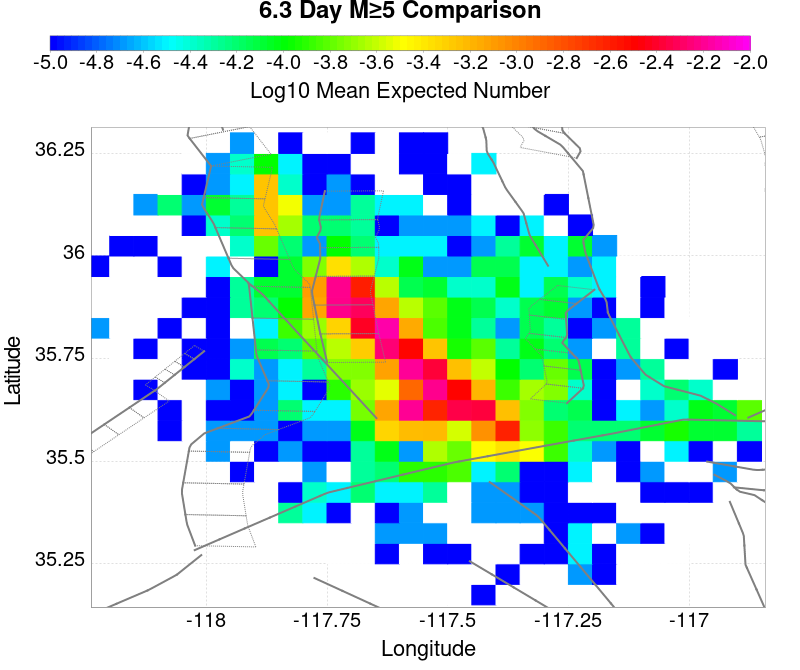 6.3 Day M≥5 Comparison
-5.0 -4.8 -4.6 -4.4 -4.2 -4.0 -3.8 -3.6 -3.4 -3.2 -3.0 -2.8 -2.6 -2.4 -2.2 -2.0
Log10 Mean Expected Number
36.25
36
35.75
35.5
35.25
Latitude
-118 -117.75 -117.5 -117.25 -117
Longitude